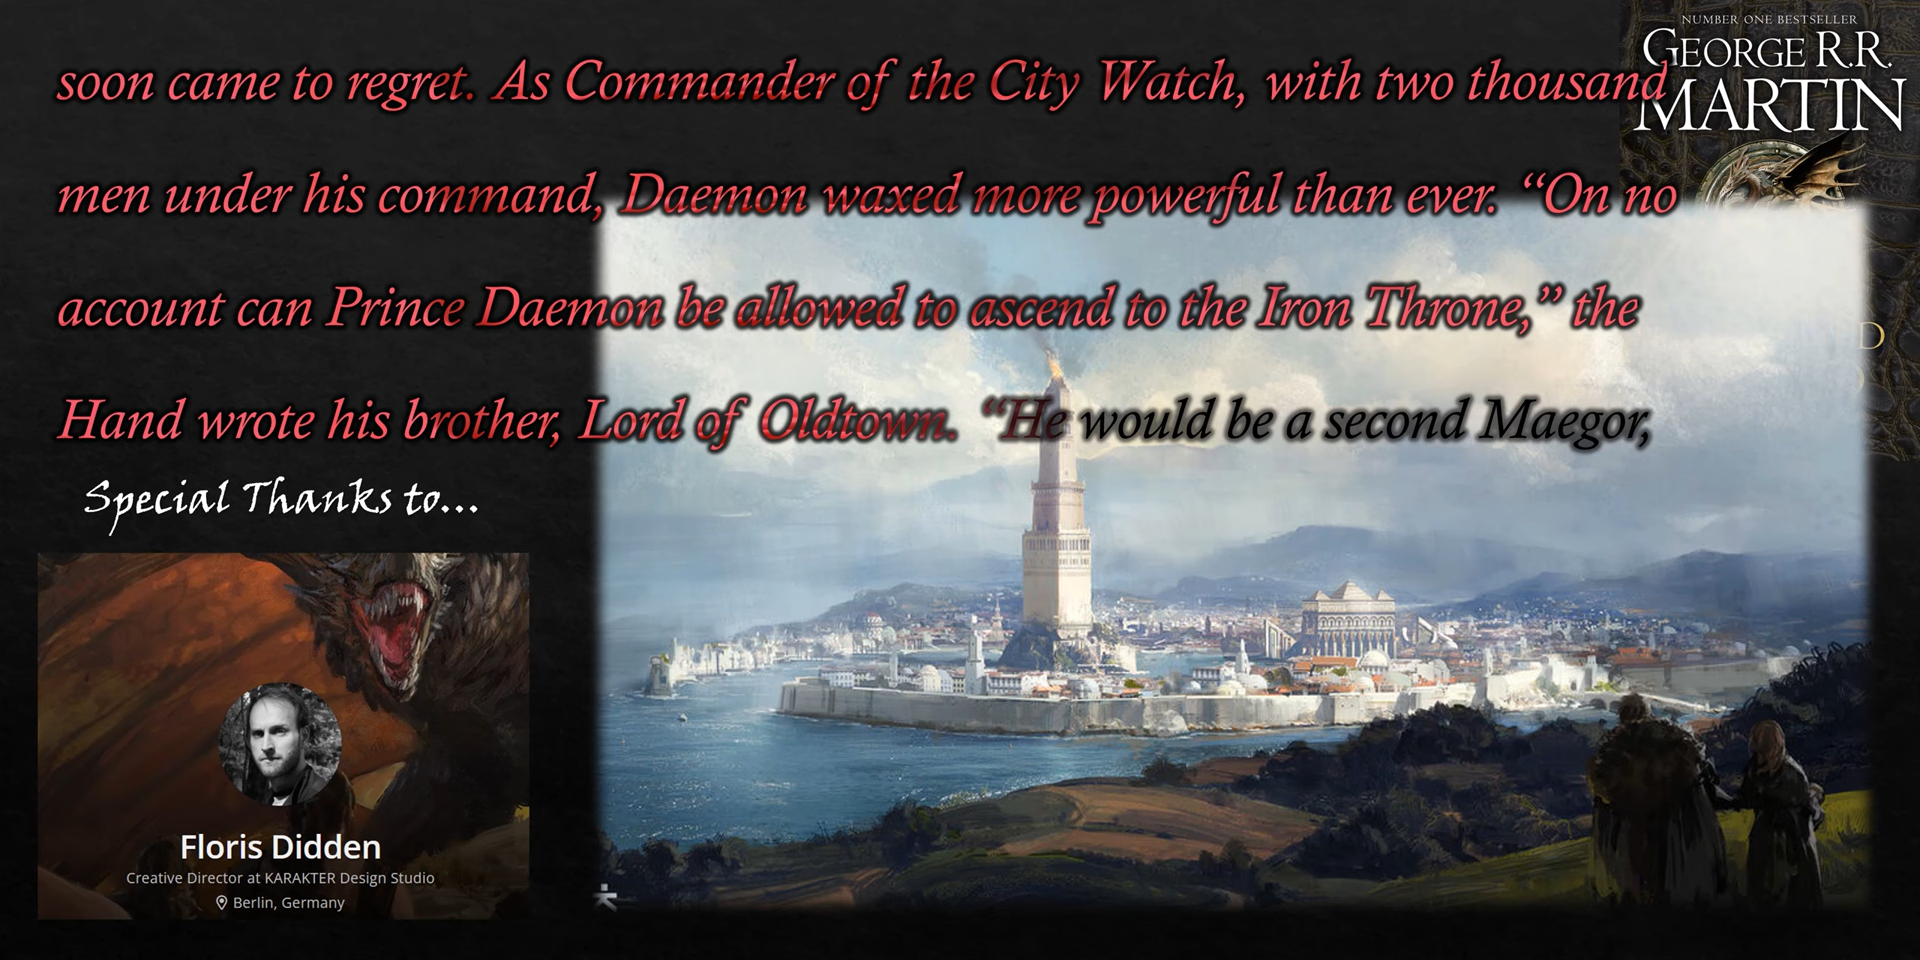 NUMBER ONE BESTSELLER
GEORGE R.R.
MARTIN
soon came to regret. As Commander of the City Watch, with two thousand
men under his command, Daemon waxed more powerful than ever. “On no
account can Prince Daemon be allowed to ascend to the Iron Throne,” the
Hand wrote his brother, Lord of Oldtown. “He would be a second Maegor,
D
Special Thanks to...
Floris Didden
Creative Director at KARAKTER Design Studio
Berlin, Germany